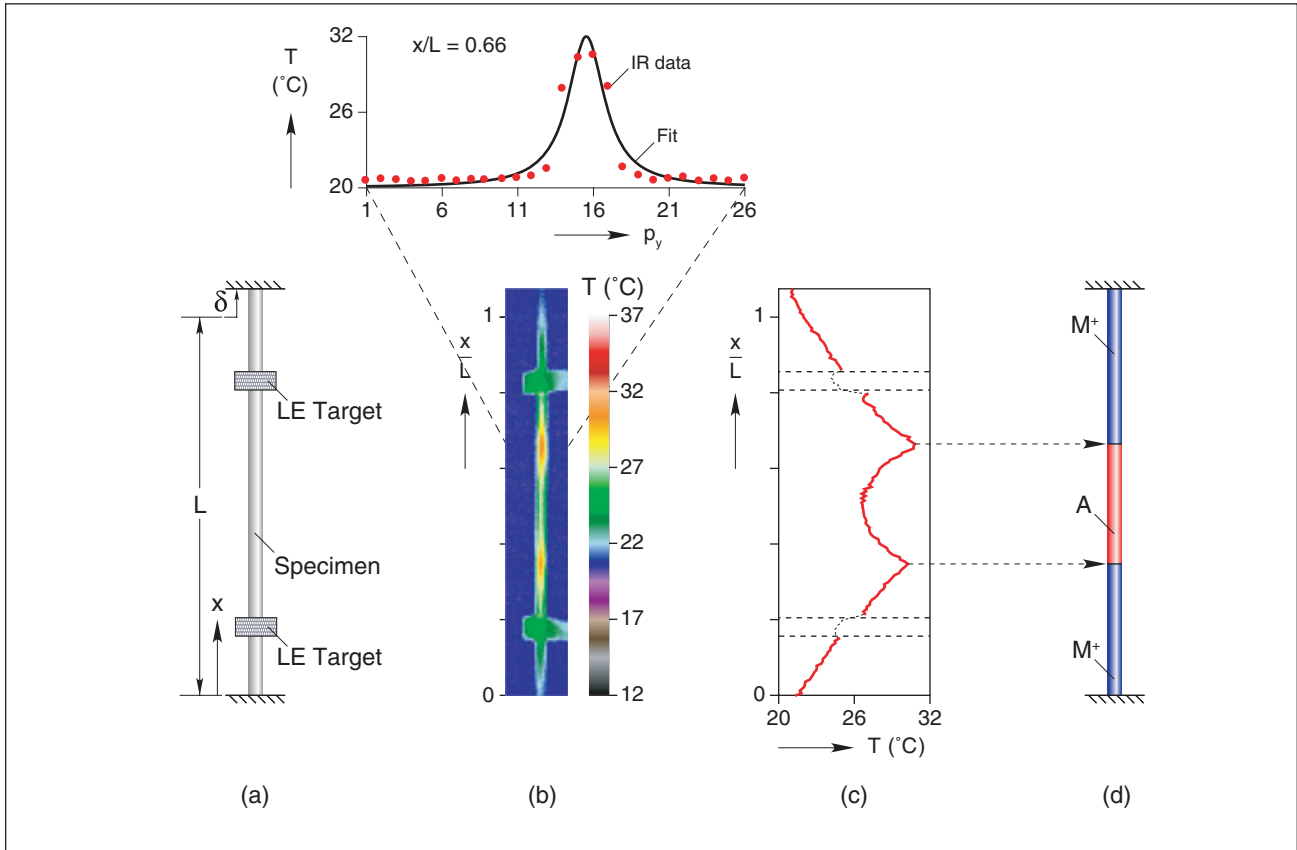 x/L = 0.66
T
(˚C)
32
26
20
IR data
Fit
1 6 11 16 21 26
p_y
δ
L
x
LE Target
Specimen
LE Target
(a)
T (˚C)
1
x
L
0
37
32
27
22
17
12
(b)
1
x
L
0
20 26 32
T (˚C)
(c)
M⁺
A
M⁺
(d)